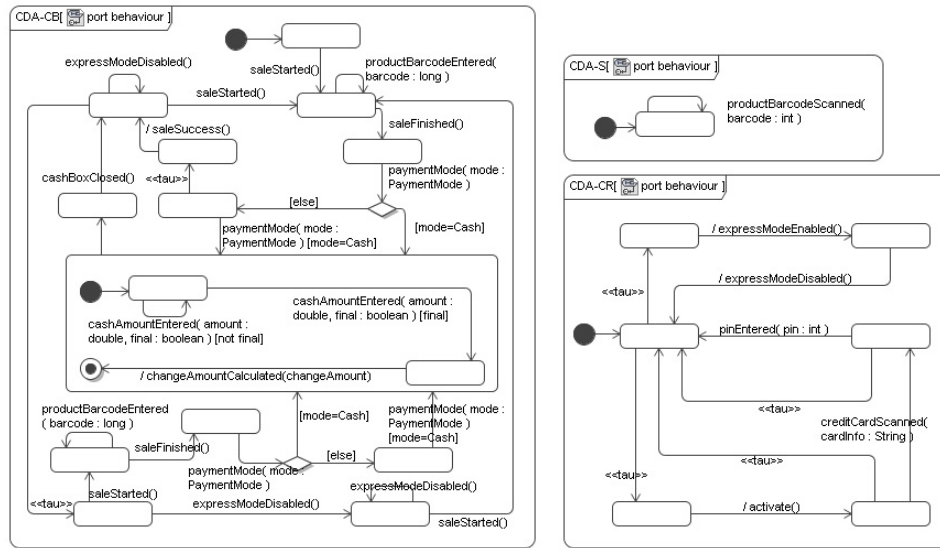 CDA-CB[ port behaviour ]
saleStarted()
expressModeDisabled()
productBarcodeEntered(
barcode : long )
saleStarted()
/ saleSuccess()
saleFinished()
cashBoxClosed()
<<tau>>
paymentMode( mode :
PaymentMode )
[else]
paymentMode( mode :
PaymentMode ) [mode=Cash]
[mode=Cash]
cashAmountEntered( amount :
double, final : boolean ) [not final]
cashAmountEntered( amount :
double, final : boolean ) [final]
/ changeAmountCalculated(changeAmount)
productBarcodeEntered
( barcode : long )
saleFinished()
[mode=Cash]
paymentMode( mode :
PaymentMode )
[mode=Cash]
paymentMode( mode :
PaymentMode )
[else]
<<tau>>
saleStarted()
expressModeDisabled()
expressModeDisabled()
saleStarted()
CDA-S[ port behaviour ]
productBarcodeScanned(
barcode : int )
CDA-CR[ port behaviour ]
/ expressModeEnabled()
/ expressModeDisabled()
<<tau>>
pinEntered( pin : int )
<<tau>>
creditCardScanned(
cardInfo : String )
<<tau>>
<<tau>>
/ activate()